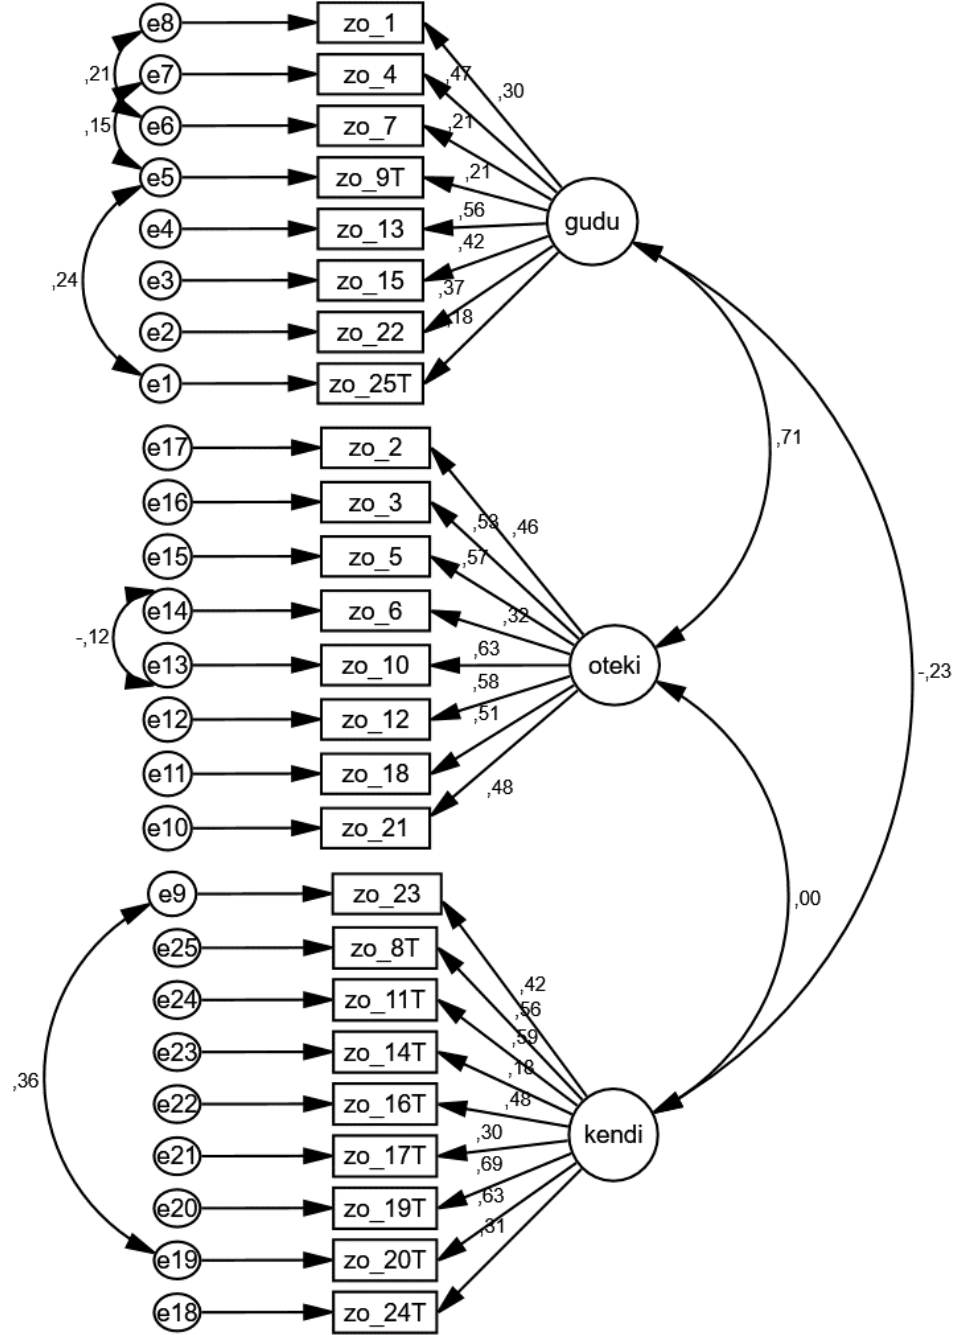 e8 zo_1
,47
,30
,21 e7 zo_4
,15 e6 zo_7
,21
e5 zo_9T
,21
gudu
e4 zo_13
,56
,42
,24 e3 zo_15
,37
,18
e2 zo_22
e1 zo_25T
,71
e17 zo_2
e16 zo_3
,53 ,46
e15 zo_5
,57
e14 zo_6
,32
-,12
e13 zo_10
,63
oteki
-,23
,58
e12 zo_12
,51
e11 zo_18
,48
e10 zo_21
e9 zo_23
,00
e25 zo_8T
,42
e24 zo_11T
,56
,59
e23 zo_14T
,18
,36
e22 zo_16T
,48
,30
kendi
e21 zo_17T
,69
e20 zo_19T
,63
,31
e19 zo_20T
e18 zo_24T